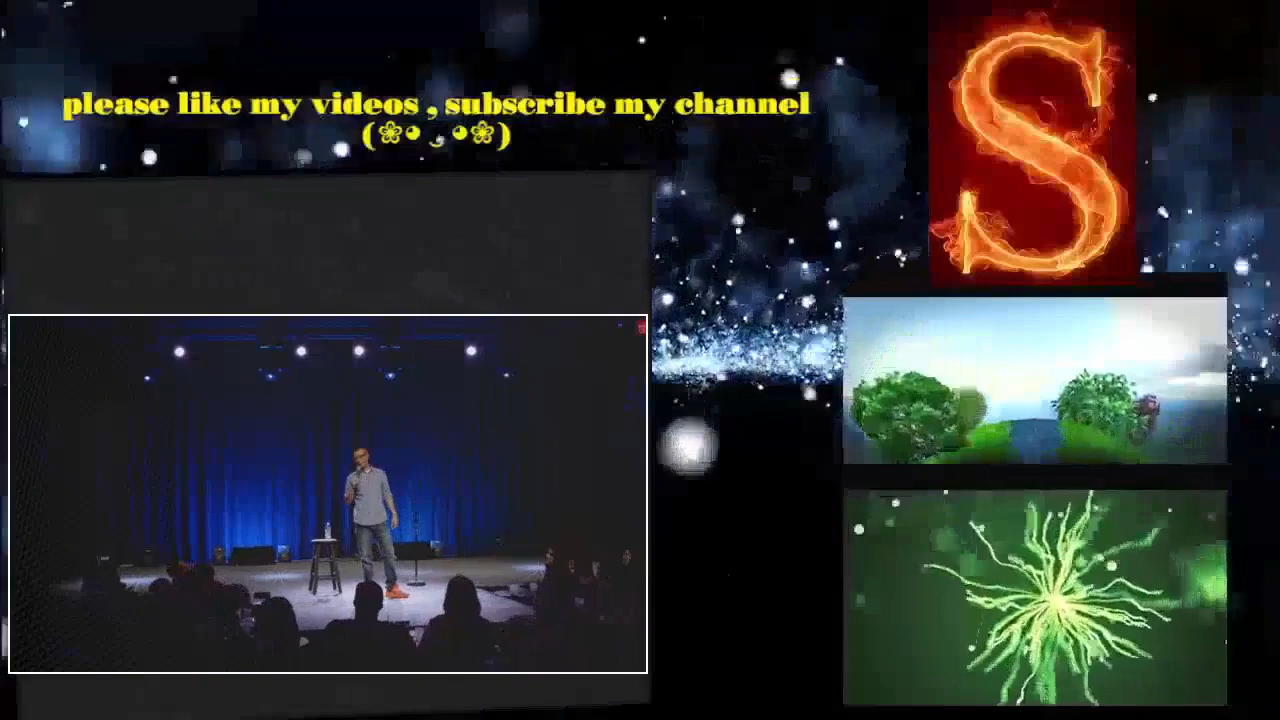 please like my videos , subscribe my channel
(❀◕ ‿ ◕❀)
S